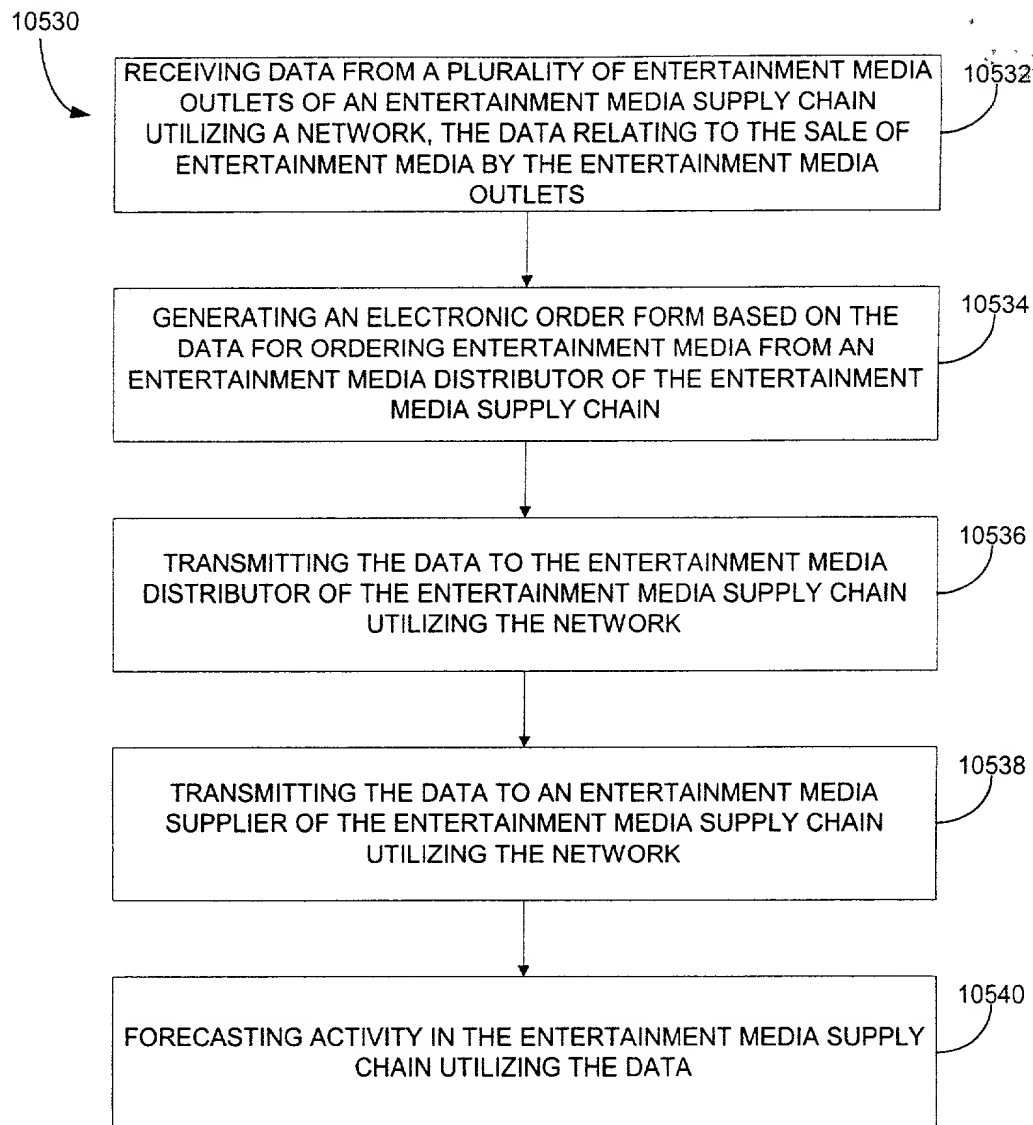 10530
RECEIVING DATA FROM A PLURALITY OF ENTERTAINMENT MEDIA
OUTLETS OF AN ENTERTAINMENT MEDIA SUPPLY CHAIN
UTILIZING A NETWORK, THE DATA RELATING TO THE SALE OF
ENTERTAINMENT MEDIA BY THE ENTERTAINMENT MEDIA
OUTLETS
10532
GENERATING AN ELECTRONIC ORDER FORM BASED ON THE
DATA FOR ORDERING ENTERTAINMENT MEDIA FROM AN
ENTERTAINMENT MEDIA DISTRIBUTOR OF THE ENTERTAINMENT
MEDIA SUPPLY CHAIN
10534
TRANSMITTING THE DATA TO THE ENTERTAINMENT MEDIA
DISTRIBUTOR OF THE ENTERTAINMENT MEDIA SUPPLY CHAIN
UTILIZING THE NETWORK
10536
TRANSMITTING THE DATA TO AN ENTERTAINMENT MEDIA
SUPPLIER OF THE ENTERTAINMENT MEDIA SUPPLY CHAIN
UTILIZING THE NETWORK
10538
FORECASTING ACTIVITY IN THE ENTERTAINMENT MEDIA SUPPLY
CHAIN UTILIZING THE DATA
10540